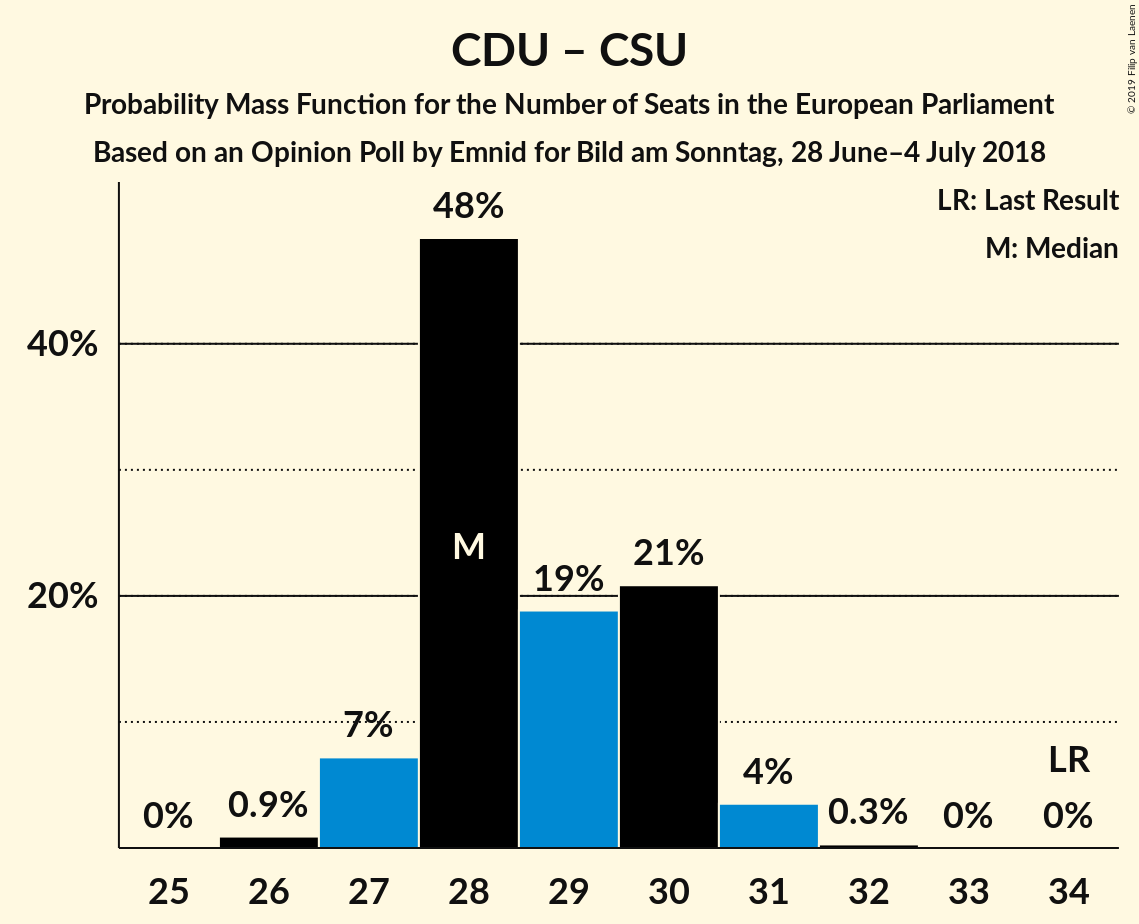 CDU – CSU
Probability Mass Function for the Number of Seats in the European Parliament
Based on an Opinion Poll by Emnid for Bild am Sonntag, 28 June–4 July 2018
© 2019 Filip van Laenen
LR: Last Result
M: Median
48%
40%
M
21%
19%
20%
7%
LR
4%
0.9%
0.3%
0%
0%
0%
25 26 27 28 29 30 31 32 33 34